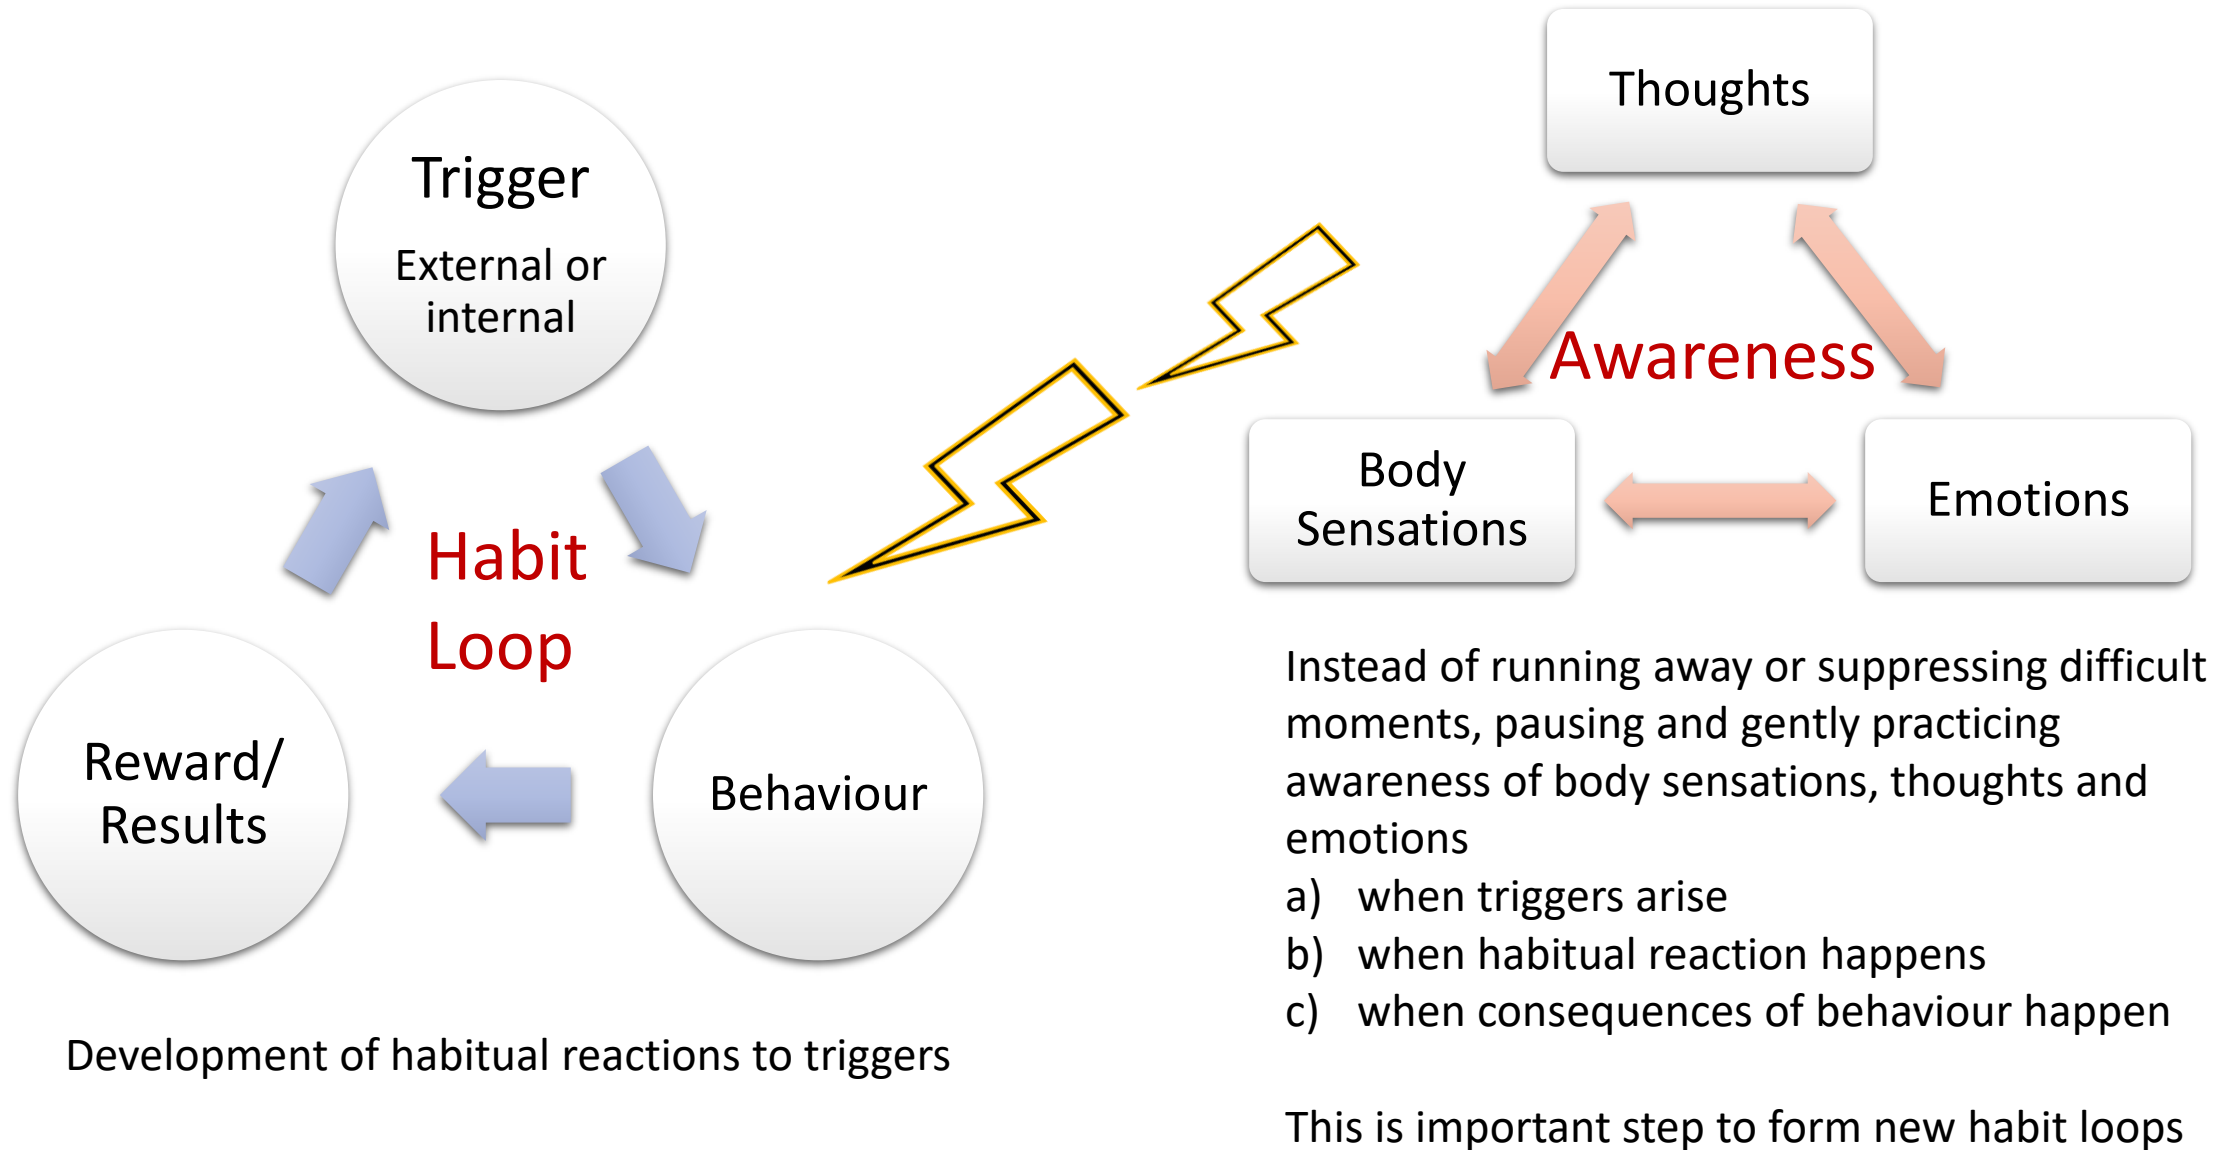 Trigger
External or
internal
Habit
Loop
Reward/
Results
Behaviour
Development of habitual reactions to triggers
Thoughts
Awareness
Body
Sensations
Emotions
Instead of running away or suppressing difficult
moments, pausing and gently practicing
awareness of body sensations, thoughts and
emotions
a) when triggers arise
b) when habitual reaction happens
c) when consequences of behaviour happen
This is important step to form new habit loops